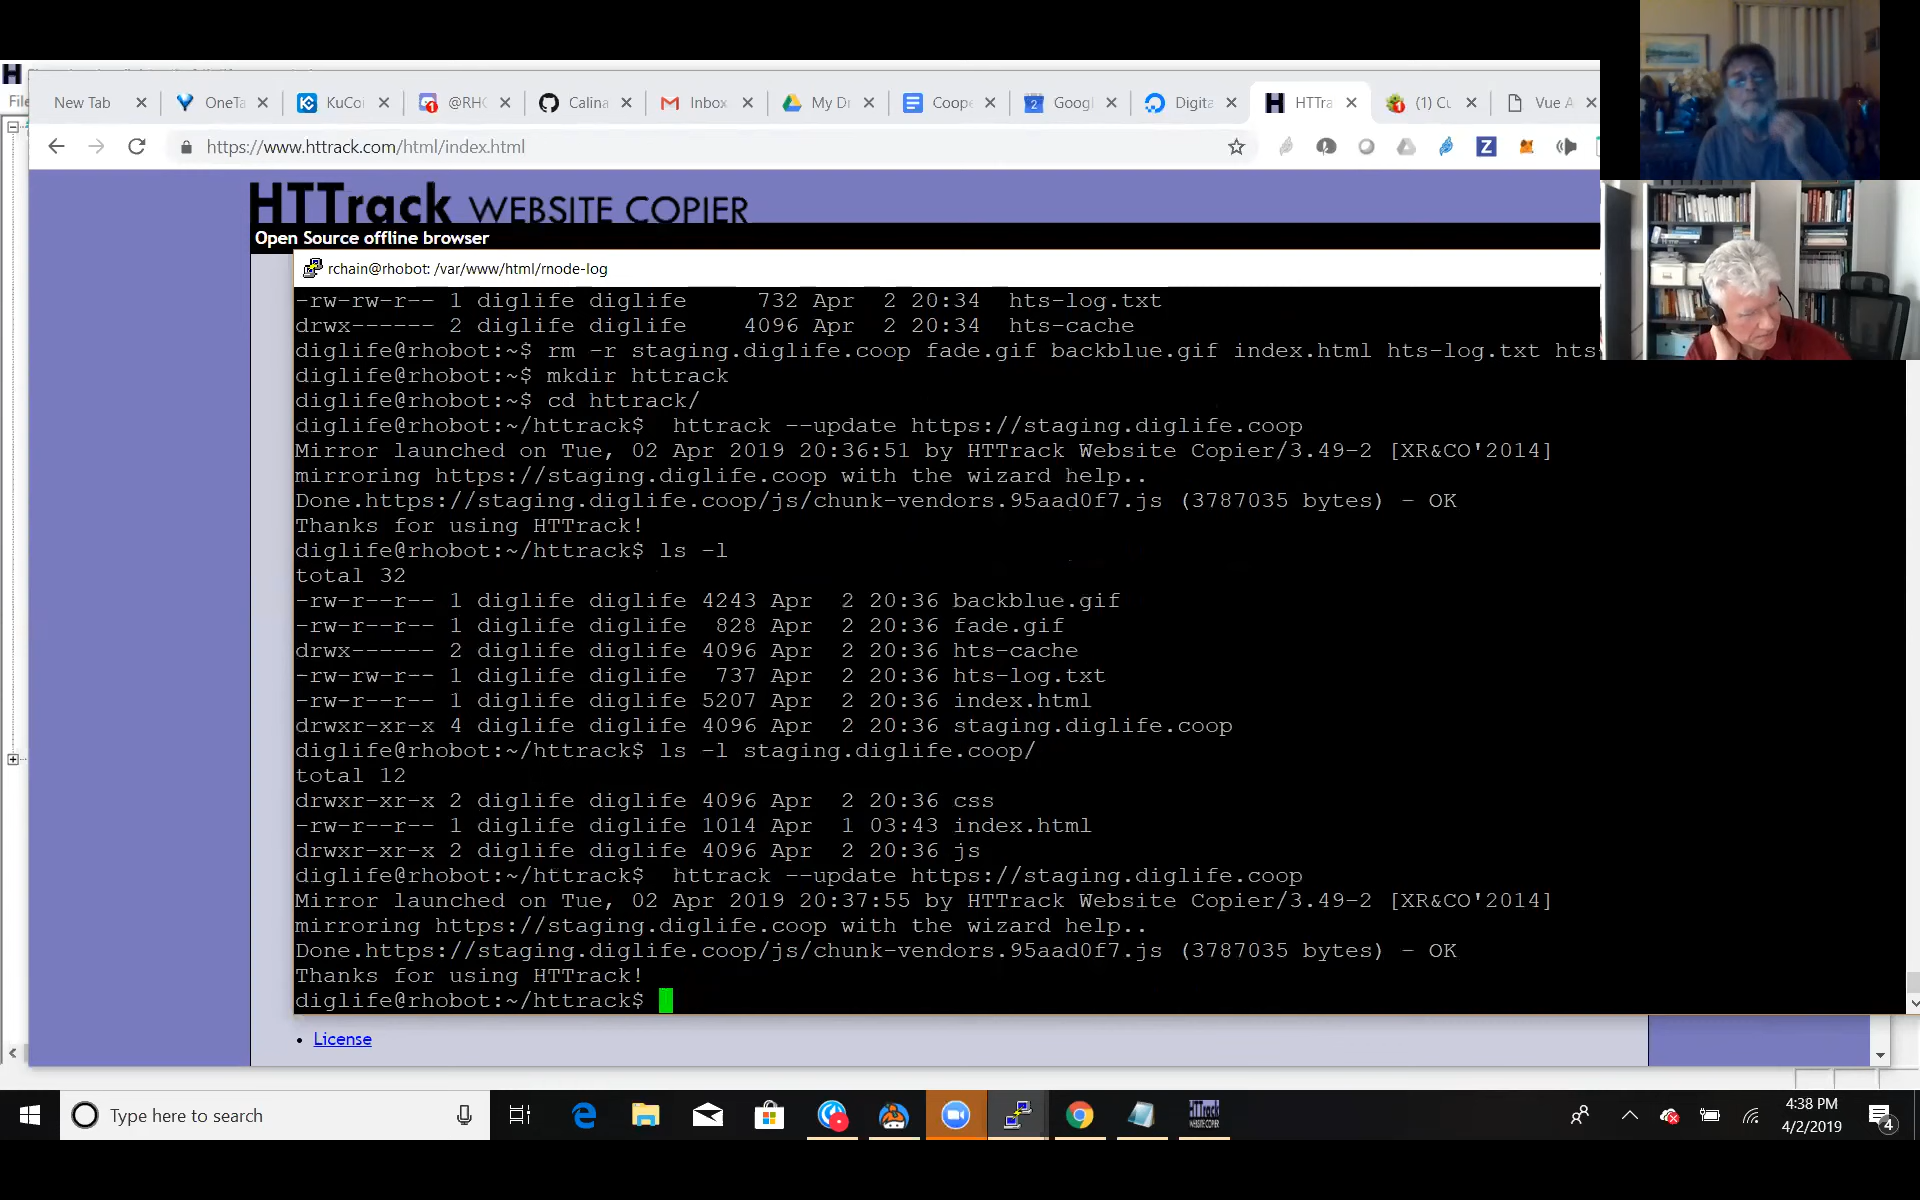 File
New Tab
OneTa
KuCoi
@RHC
Calina
Inbox
My Dr
Coope
Googl
Digita
HTTra
(1) Cu
Vue A
https://www.httrack.com/html/index.html
HTTrack WEBSITE COPIER
Open Source offline browser
rchain@rhobot: /var/www/html/rnode-log
-rw-rw-r-- 1 diglife diglife     732 Apr  2 20:34  hts-log.txt
drwx------ 2 diglife diglife    4096 Apr  2 20:34  hts-cache
diglife@rhobot:~$ rm -r staging.diglife.coop fade.gif backblue.gif index.html hts-log.txt hts-
diglife@rhobot:~$ mkdir httrack
diglife@rhobot:~$ cd httrack/
diglife@rhobot:~/httrack$  httrack --update https://staging.diglife.coop
Mirror launched on Tue, 02 Apr 2019 20:36:51 by HTTrack Website Copier/3.49-2 [XR&CO'2014]
mirroring https://staging.diglife.coop with the wizard help..
Done.https://staging.diglife.coop/js/chunk-vendors.95aad0f7.js (3787035 bytes) - OK
Thanks for using HTTrack!
diglife@rhobot:~/httrack$ ls -l
total 32
-rw-r--r-- 1 diglife diglife 4243 Apr  2 20:36 backblue.gif
-rw-r--r-- 1 diglife diglife  828 Apr  2 20:36 fade.gif
drwx------ 2 diglife diglife 4096 Apr  2 20:36 hts-cache
-rw-rw-r-- 1 diglife diglife  737 Apr  2 20:36 hts-log.txt
-rw-r--r-- 1 diglife diglife 5207 Apr  2 20:36 index.html
drwxr-xr-x 4 diglife diglife 4096 Apr  2 20:36 staging.diglife.coop
diglife@rhobot:~/httrack$ ls -l staging.diglife.coop/
total 12
drwxr-xr-x 2 diglife diglife 4096 Apr  2 20:36 css
-rw-r--r-- 1 diglife diglife 1014 Apr  1 03:43 index.html
drwxr-xr-x 2 diglife diglife 4096 Apr  2 20:36 js
diglife@rhobot:~/httrack$  httrack --update https://staging.diglife.coop
Mirror launched on Tue, 02 Apr 2019 20:37:55 by HTTrack Website Copier/3.49-2 [XR&CO'2014]
mirroring https://staging.diglife.coop with the wizard help..
Done.https://staging.diglife.coop/js/chunk-vendors.95aad0f7.js (3787035 bytes) - OK
Thanks for using HTTrack!
diglife@rhobot:~/httrack$
• License
Type here to search
4:38 PM
4/2/2019
4